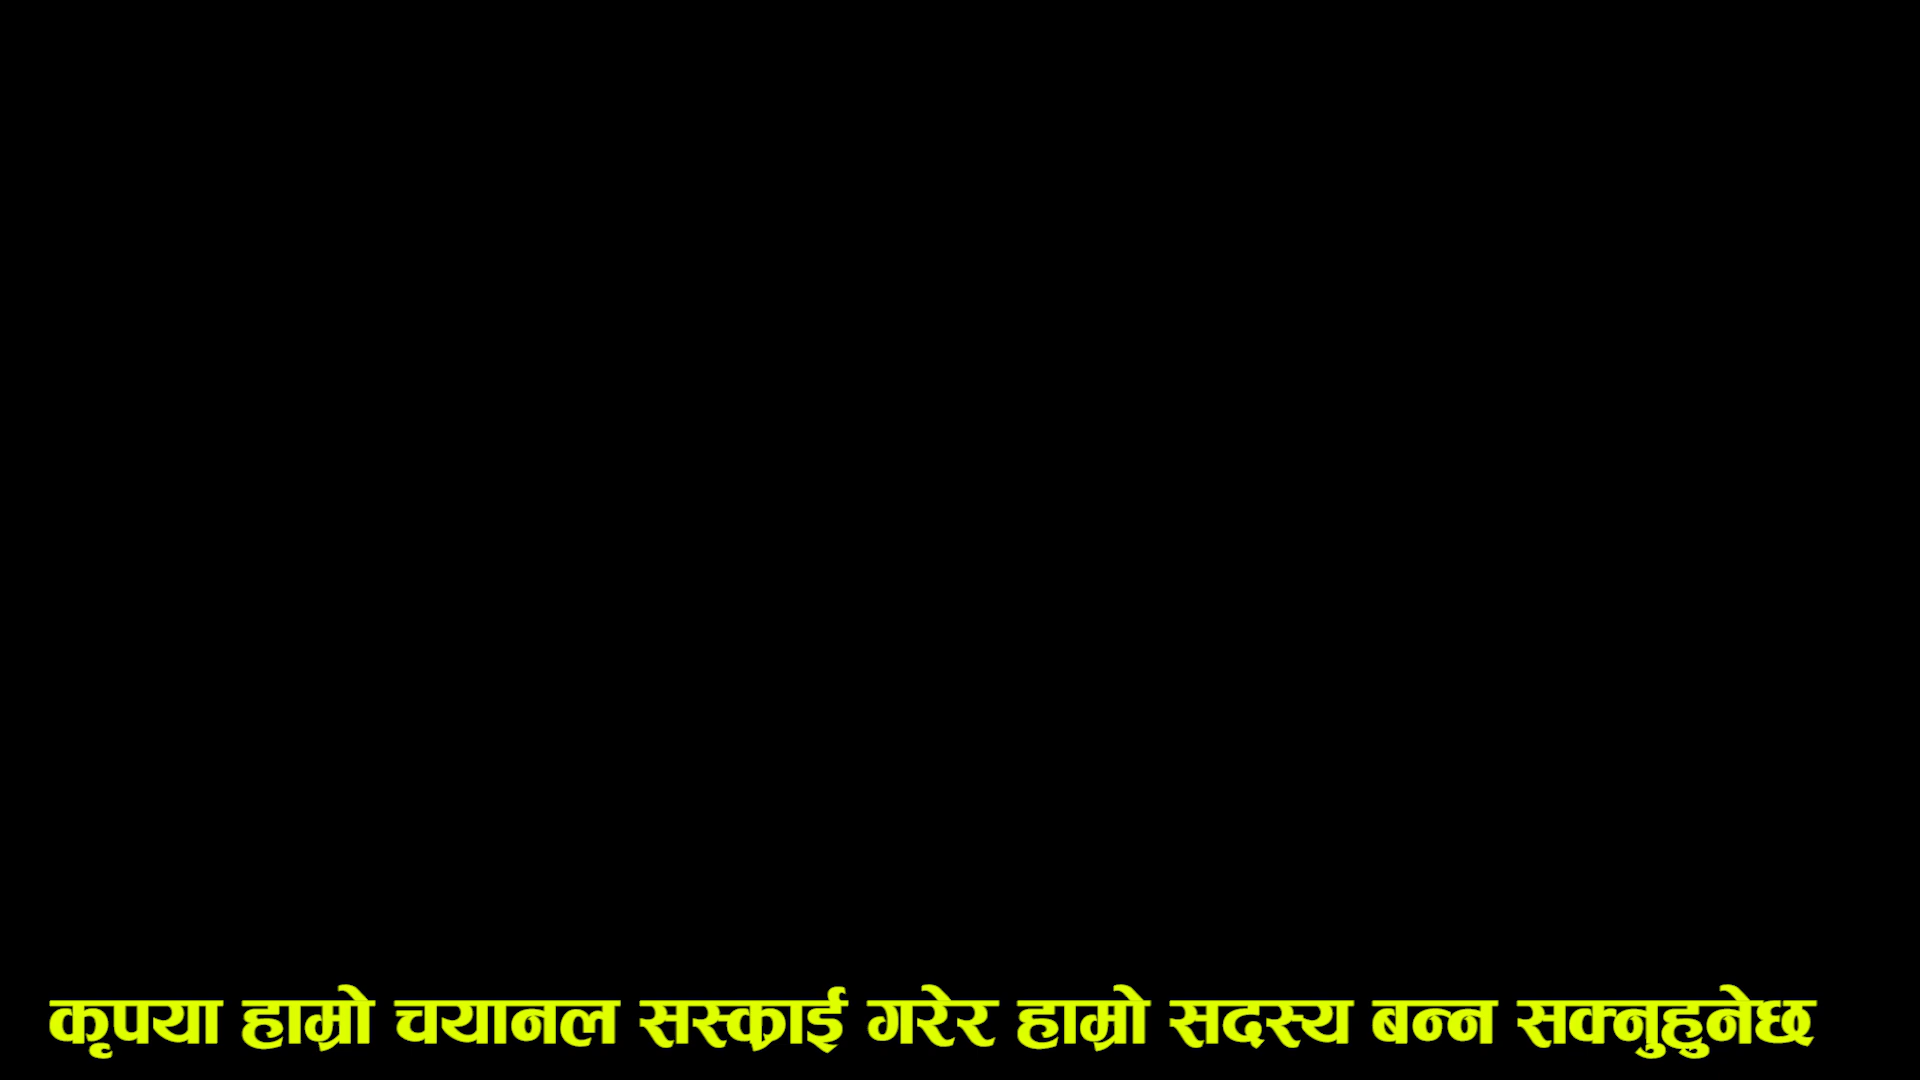 कृपया हाम्रो चयानल सस्क्राई गरेर हाम्रो सदस्य बन्न सक्नुहुनेछ